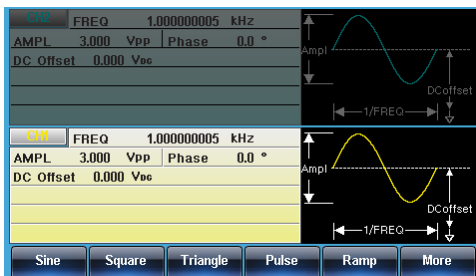 CH2 FREQ 1.000000005 kHz
AMPL 3.000 Vpp Phase 0.0 °
DC Offset 0.000 VDC
Ampl
DCoffset
1/FREQ
CH1 FREQ 1.000000005 kHz
AMPL 3.000 Vpp Phase 0.0 °
DC Offset 0.000 VDC
Ampl
DCoffset
1/FREQ
Sine Square Triangle Pulse Ramp More